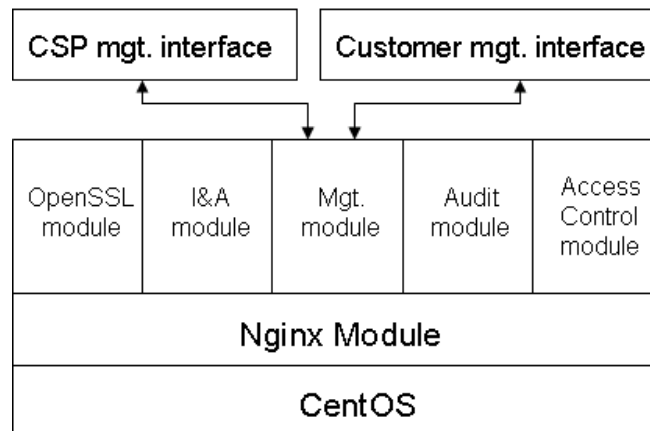 CSP mgt. interface
Customer mgt. interface
OpenSSL
module
I&A
module
Mgt.
module
Audit
module
Access
Control
module
Nginx Module
CentOS